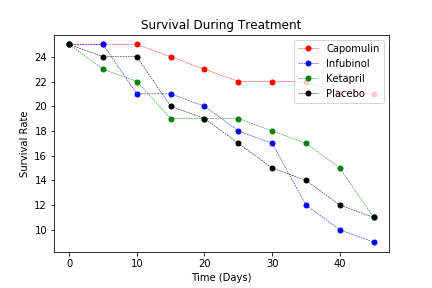 Survival During Treatment
Capomulin
Infubinol
Ketapril
Placebo
Survival Rate
24
22
20
18
16
14
12
10
0
10
20
30
40
Time (Days)